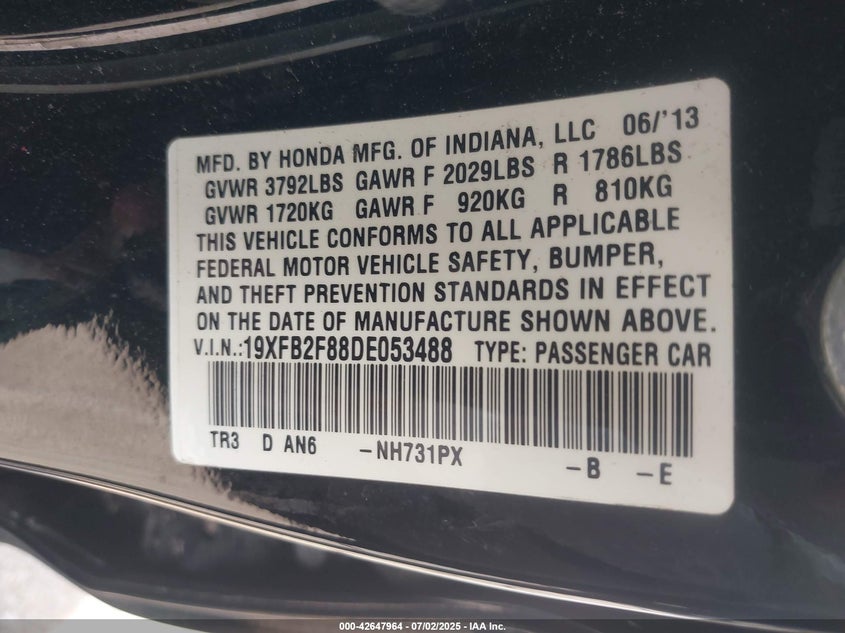 MFD. BY HONDA MFG. OF INDIANA, LLC 06/'13
GVWR 3792LBS GAWR F 2029LBS R 1786LBS
GVWR 1720KG GAWR F 920KG R 810KG
THIS VEHICLE CONFORMS TO ALL APPLICABLE
FEDERAL MOTOR VEHICLE SAFETY, BUMPER,
AND THEFT PREVENTION STANDARDS IN EFFECT
ON THE DATE OF MANUFACTURE SHOWN ABOVE.
V.I.N.:19XFB2F88DE053488 TYPE: PASSENGER CAR
TR3 D AN6 -NH731PX -B -E
000-42647964 - 07/02/2025 - IAA Inc.